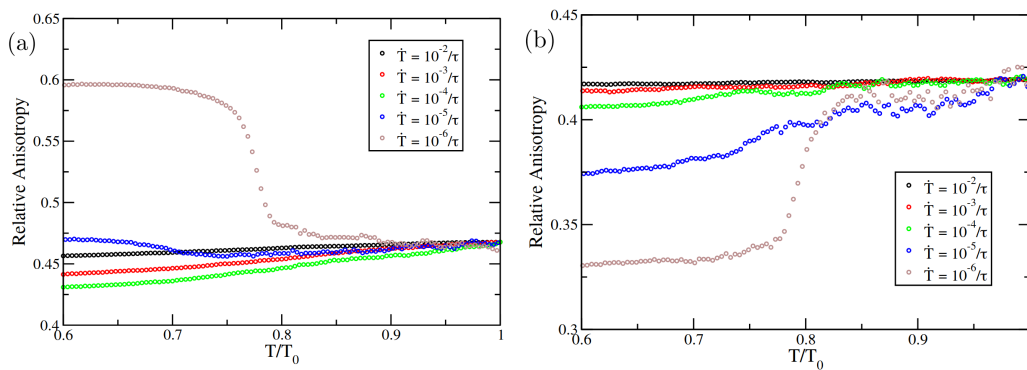 (a)
0.65
0.6
0.55
0.5
0.45
0.4
Relative Anisotropy
Ṫ = 10⁻²/τ
Ṫ = 10⁻³/τ
Ṫ = 10⁻⁴/τ
Ṫ = 10⁻⁵/τ
Ṫ = 10⁻⁶/τ
0.6 0.7 0.8 0.9 1
T/T₀
(b)
0.45
0.4
0.35
0.3
Relative Anisotropy
Ṫ = 10⁻²/τ
Ṫ = 10⁻³/τ
Ṫ = 10⁻⁴/τ
Ṫ = 10⁻⁵/τ
Ṫ = 10⁻⁶/τ
0.6 0.7 0.8 0.9
T/T₀